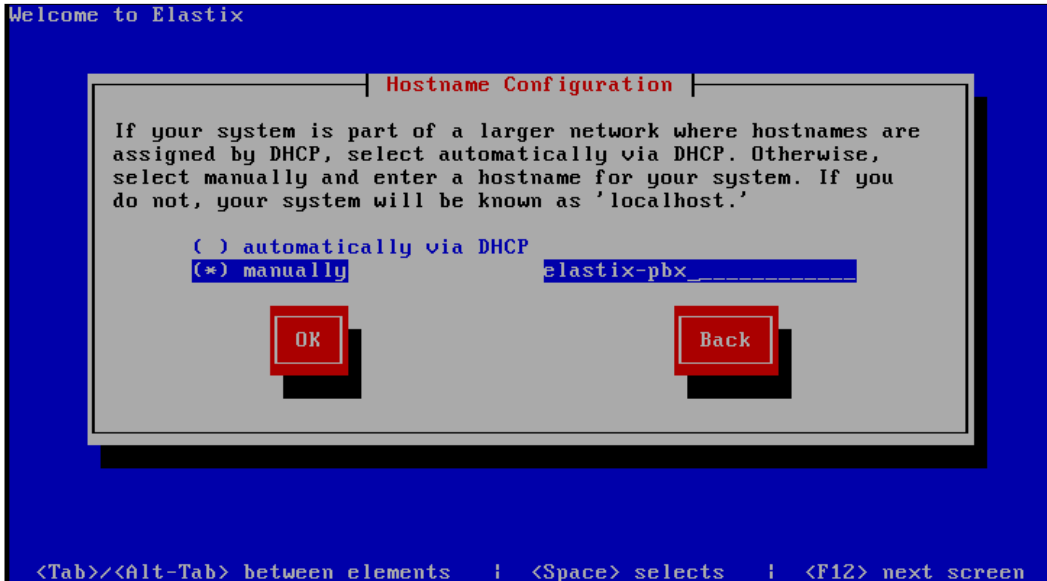 Welcome to Elastix
Hostname Configuration
If your system is part of a larger network where hostnames are
assigned by DHCP, select automatically via DHCP. Otherwise,
select manually and enter a hostname for your system. If you
do not, your system will be known as 'localhost.'
( ) automatically via DHCP
(*) manually elastix-pbx_____________
OK Back
<Tab>/<Alt-Tab> between elements | <Space> selects | <F12> next screen